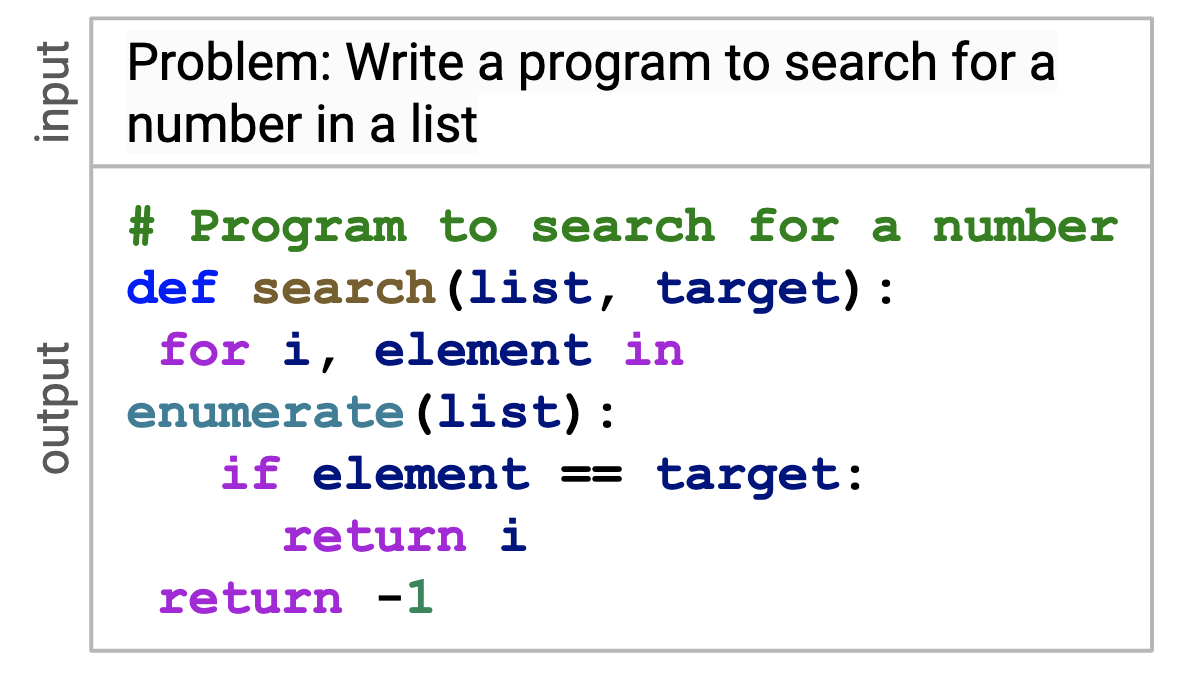 input
Problem: Write a program to search for a
number in a list
output
# Program to search for a number
def search(list, target):
 for i, element in
enumerate(list):
   if element == target:
     return i
 return -1